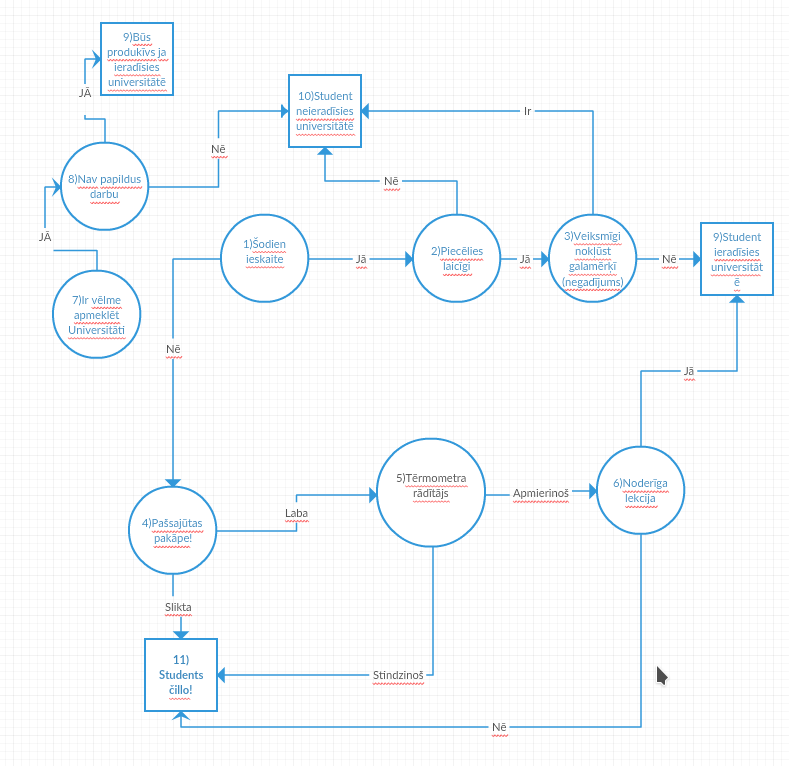 9)Būs
produkīvs ja
ieradīsies
universitātē
JĀ
10)Student
neieradīsies
universitātē
Ir
Nē
8)Nav papildus
darbu
Nē
JĀ
1)Šodien
ieskaite
Jā
2)Piecēlies
laicīgi
Jā
3)Veiksmīgi
nokļūst
galamērķī
(negadījums)
Nē
9)Student
ieradīsies
universitāt
ē
7)Ir vēlme
apmeklēt
Universitāti
Nē
Jā
5)Tērmometra
rādītājs
Apmierinoš
6)Noderīga
lekcija
4)Pašsajūtas
pakāpe!
Laba
Slikta
11)
Students
čillo!
Stindzinoš
Nē